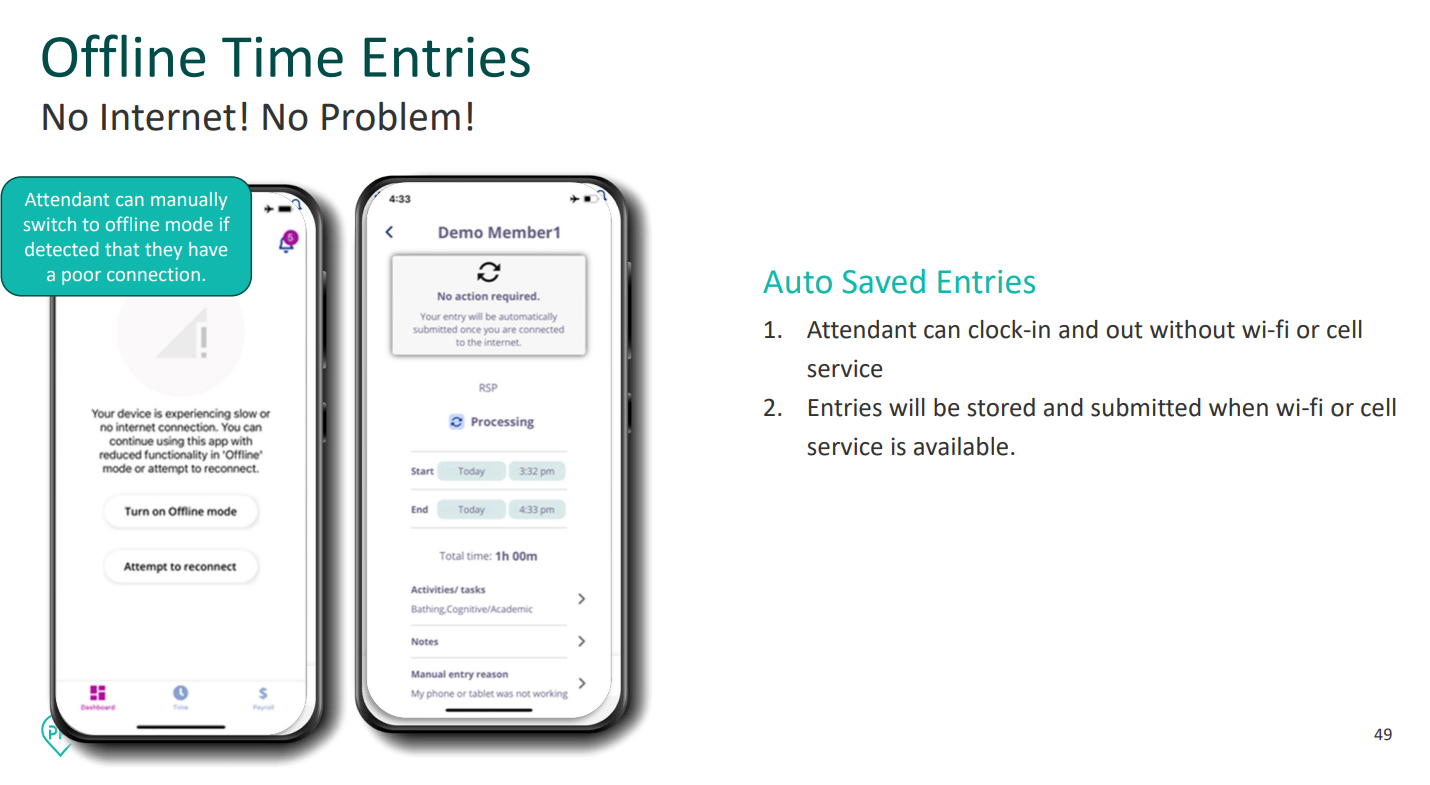 Offline Time Entries
No Internet! No Problem!
Attendant can manually
switch to offline mode if
detected that they have
a poor connection.
5
Your device is experiencing slow or
no internet connection. You can
continue using this app with
reduced functionality in 'Offline'
mode or attempt to reconnect.
Turn on Offline mode
Attempt to reconnect
Dashboard
Time
Payroll
4:33
Demo Member1
No action required.
Your entry will be automatically
submitted once you are connected
to the internet.
RSP
Processing
Start Today 3:32 pm
End Today 4:33 pm
Total time: 1h 00m
Activities/ tasks
Bathing,Cognitive/Academic
Notes
Manual entry reason
My phone or tablet was not working
Auto Saved Entries
1. Attendant can clock-in and out without wi-fi or cell
service
2. Entries will be stored and submitted when wi-fi or cell
service is available.
49